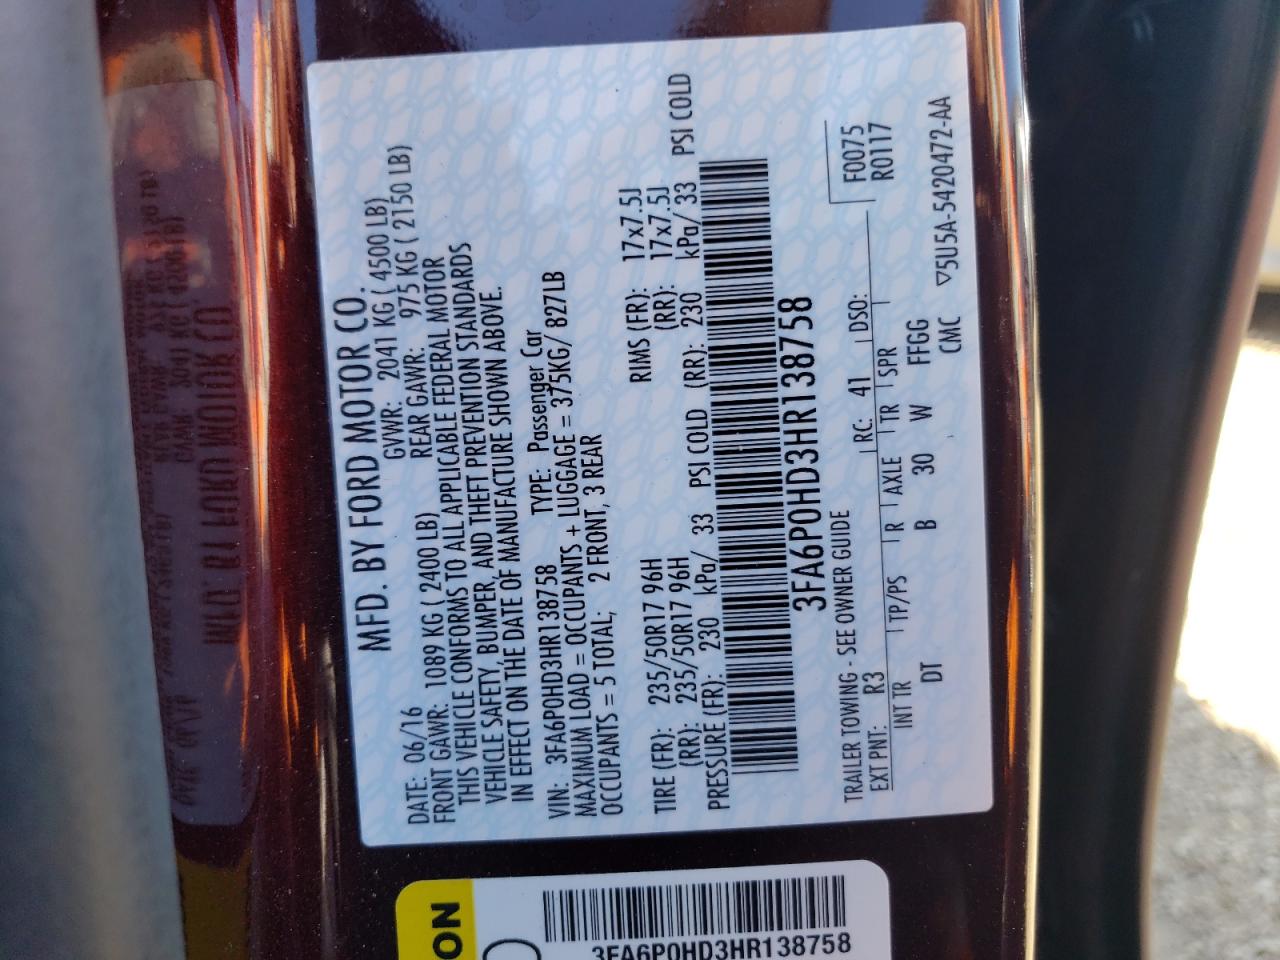 MFD. BY FORD MOTOR CO.
DATE: 06/16 GVWR: 2041 KG ( 4500 LB)
FRONT GAWR: 1089 KG ( 2400 LB) REAR GAWR: 975 KG ( 2150 LB)
THIS VEHICLE CONFORMS TO ALL APPLICABLE FEDERAL MOTOR
VEHICLE SAFETY, BUMPER, AND THEFT PREVENTION STANDARDS
IN EFFECT ON THE DATE OF MANUFACTURE SHOWN ABOVE.
VIN: 3FA6P0HD3HR138758 TYPE: Passenger Car
MAXIMUM LOAD = OCCUPANTS + LUGGAGE = 375KG/ 827LB
OCCUPANTS = 5 TOTAL; 2 FRONT, 3 REAR
TIRE (FR): 235/50R17 96H RIMS (FR): 17x7.5J
(RR): 235/50R17 96H (RR): 17x7.5J
PRESSURE (FR): 230 kPa/ 33 PSI COLD (RR): 230 kPa/ 33 PSI COLD
3FA6P0HD3HR138758
TRAILER TOWING - SEE OWNER GUIDE F0075
EXT PNT: R3 RC: 41 DSO: R0117
INT TR TP/PS R AXLE TR SPR
DT B 30 W FFGG
CMC ▽5U5A-5420472-AA
ON
3FA6P0HD3HR138758